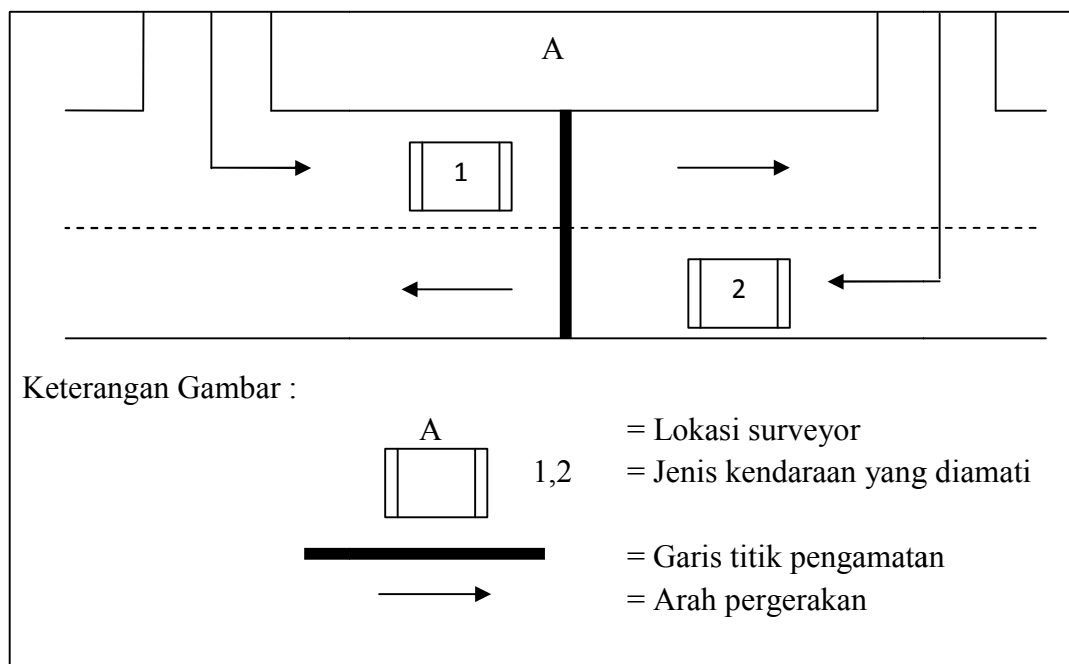 A
1
2
Keterangan Gambar :
A = Lokasi surveyor
1,2 = Jenis kendaraan yang diamati
= Garis titik pengamatan
= Arah pergerakan